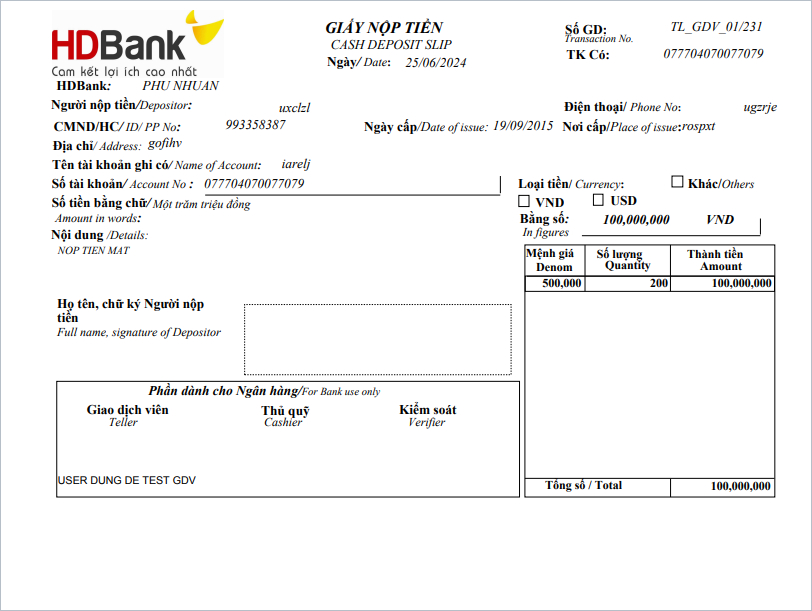 HDBank
Cam kết lợi ích cao nhất
GIẤY NỘP TIỀN
CASH DEPOSIT SLIP
Ngày/ Date: 25/06/2024
Số GD: TL_GDV_01/231
Transaction No.
TK Có: 077704070077079
HDBank: PHU NHUAN
Người nộp tiền/Depositor: uxclzl
Điện thoại/ Phone No: ugzrje
CMND/HC/ ID/ PP No: 993358387 Ngày cấp/Date of issue: 19/09/2015 Nơi cấp/Place of issue:rospxt
Địa chỉ/ Address: gofihv
Tên tài khoản ghi có/ Name of Account: iarelj
Số tài khoản/ Account No : 077704070077079
Loại tiền/ Currency: Khác/Others
VND USD
Số tiền bằng chữ/ Một trăm triệu đồng
Amount in words:
Bằng số: 100,000,000 VND
In figures
Nội dung /Details:
NOP TIEN MAT
Mệnh giá Số lượng Thành tiền
Denom Quantity Amount
500,000 200 100,000,000
Họ tên, chữ ký Người nộp
tiền
Full name, signature of Depositor
Phần dành cho Ngân hàng/For Bank use only
Giao dịch viên Thủ quỹ Kiểm soát
Teller Cashier Verifier
USER DUNG DE TEST GDV
Tổng số / Total 100,000,000